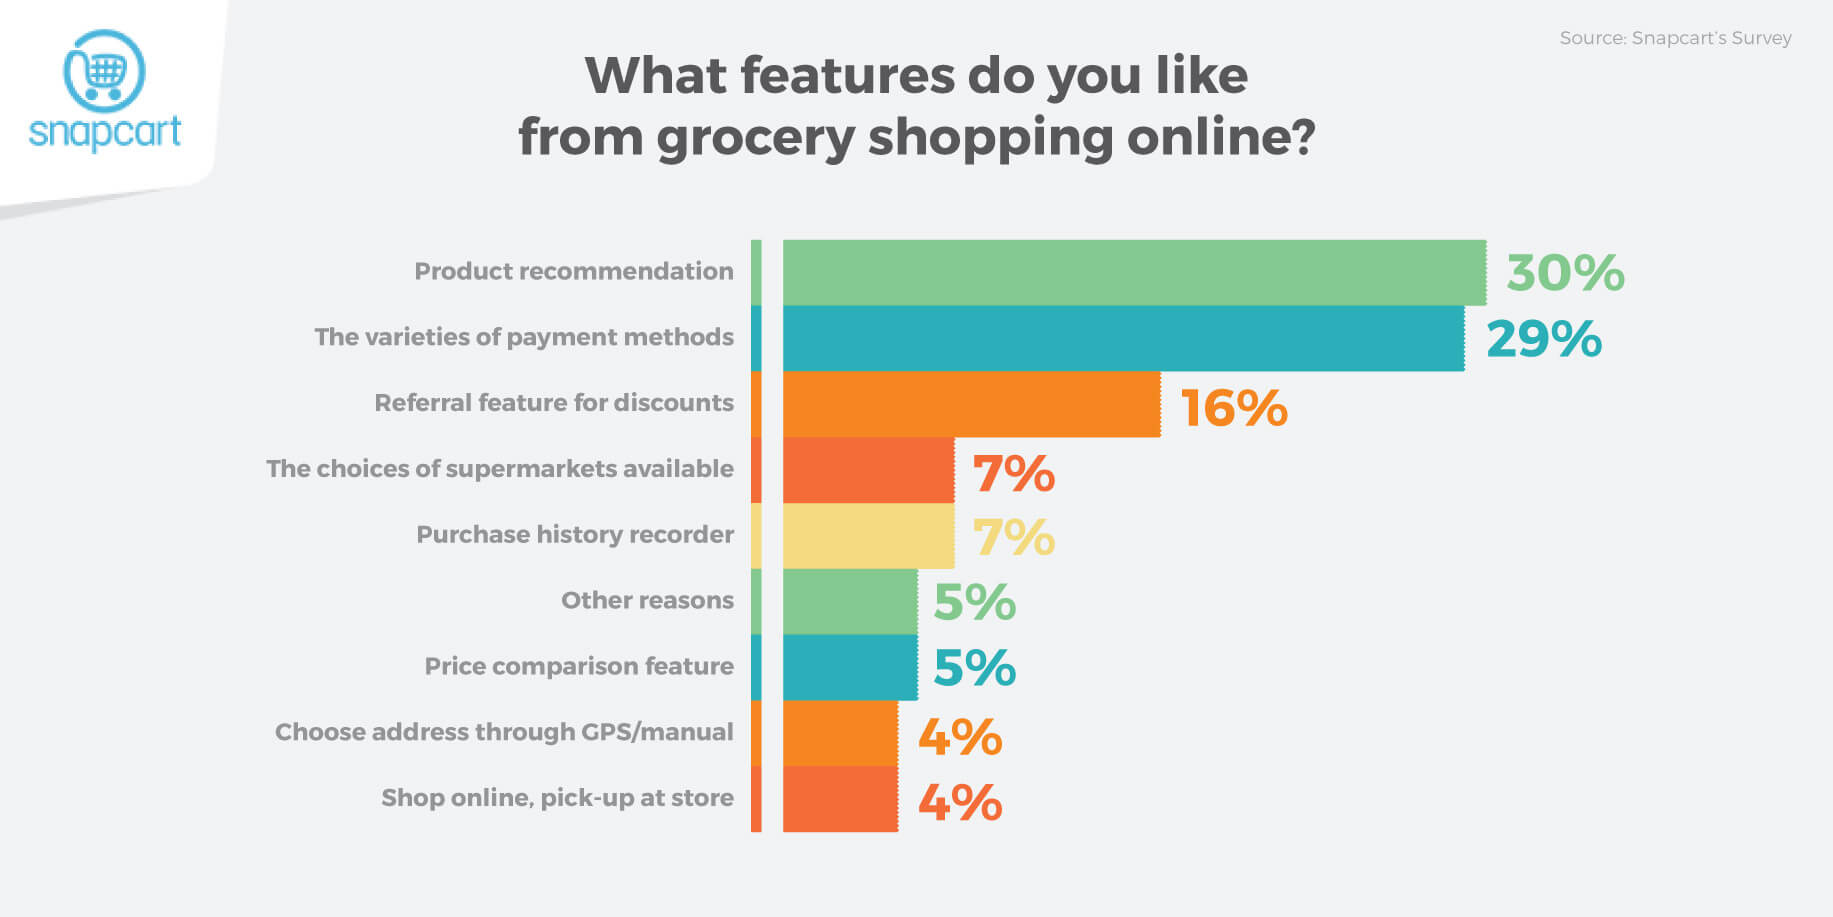 snapcart
Source: Snapcart's Survey
What features do you like
from grocery shopping online?
Product recommendation 30%
The varieties of payment methods 29%
Referral feature for discounts 16%
The choices of supermarkets available 7%
Purchase history recorder 7%
Other reasons 5%
Price comparison feature 5%
Choose address through GPS/manual 4%
Shop online, pick-up at store 4%